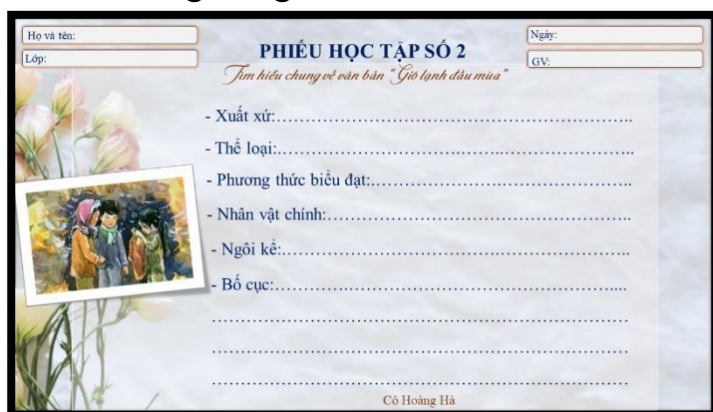 Họ và tên:
Lớp:
Ngày:
GV:
PHIẾU HỌC TẬP SỐ 2
Tìm hiểu chung về văn bản "Gió lạnh đầu mùa"
- Xuất xứ:.......................................................
- Thể loại:.......................................................
- Phương thức biểu đạt:.......................................
- Nhân vật chính:..............................................
- Ngôi kể:.......................................................
- Bố cục:.......................................................
................................................................
................................................................
................................................................
Cô Hoàng Hà